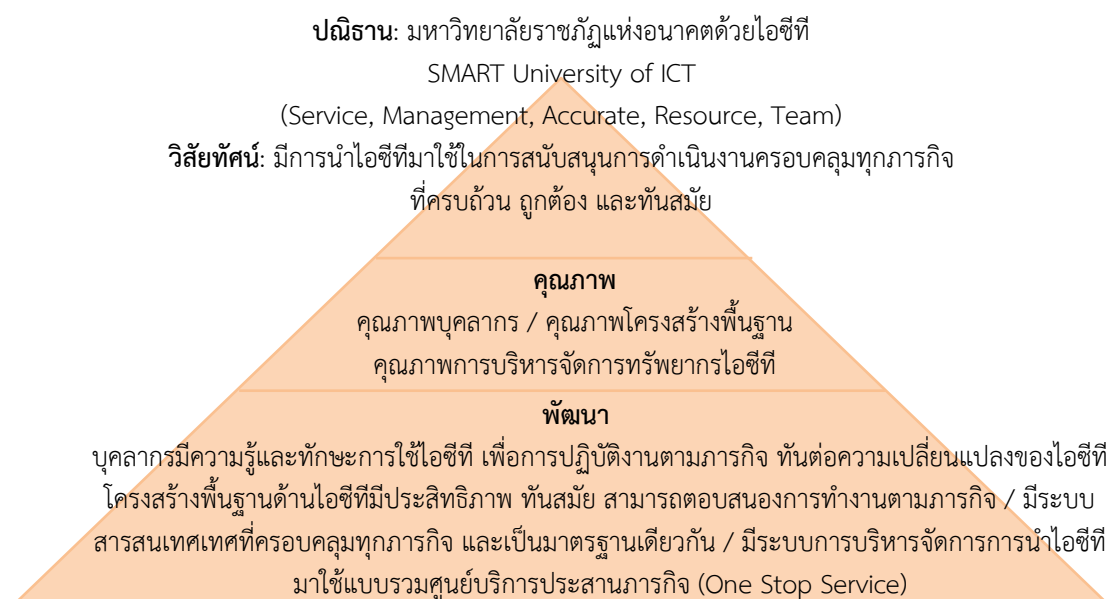 ปณิธาน: มหาวิทยาลัยราชภัฏแห่งอนาคตด้วยไอซีที
SMART University of ICT
(Service, Management, Accurate, Resource, Team)
วิสัยทัศน์: มีการนำไอซีทีมาใช้ในการสนับสนุนการดำเนินงานครอบคลุมทุกภารกิจ
ที่ครบถ้วน ถูกต้อง และทันสมัย
คุณภาพ
คุณภาพบุคลากร / คุณภาพโครงสร้างพื้นฐาน
คุณภาพการบริหารจัดการทรัพยากรไอซีที
พัฒนา
บุคลากรมีความรู้และทักษะการใช้ไอซีที เพื่อการปฏิบัติงานตามภารกิจ ทันต่อความเปลี่ยนแปลงของไอซีที
โครงสร้างพื้นฐานด้านไอซีทีมีประสิทธิภาพ ทันสมัย สามารถตอบสนองการทำงานตามภารกิจ / มีระบบ
สารสนเทศเทศที่ครอบคลุมทุกภารกิจ และเป็นมาตรฐานเดียวกัน / มีระบบการบริหารจัดการการนำไอซีที
มาใช้แบบรวมศูนย์บริการประสานภารกิจ (One Stop Service)